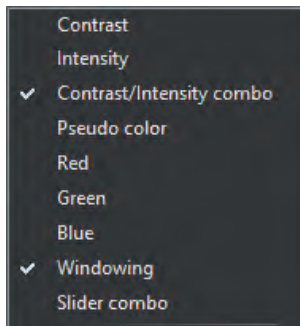 Contrast
Intensity
Contrast/Intensity combo
Pseudo color
Red
Green
Blue
Windowing
Slider combo